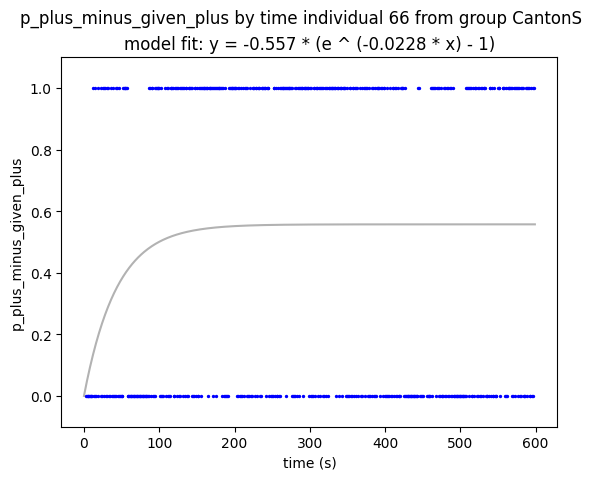 p_plus_minus_given_plus by time individual 66 from group CantonS
model fit: y = -0.557 * (e ^ (-0.0228 * x) - 1)
1.0
0.8
0.6
0.4
0.2
0.0
p_plus_minus_given_plus
0 100 200 300 400 500 600
time (s)